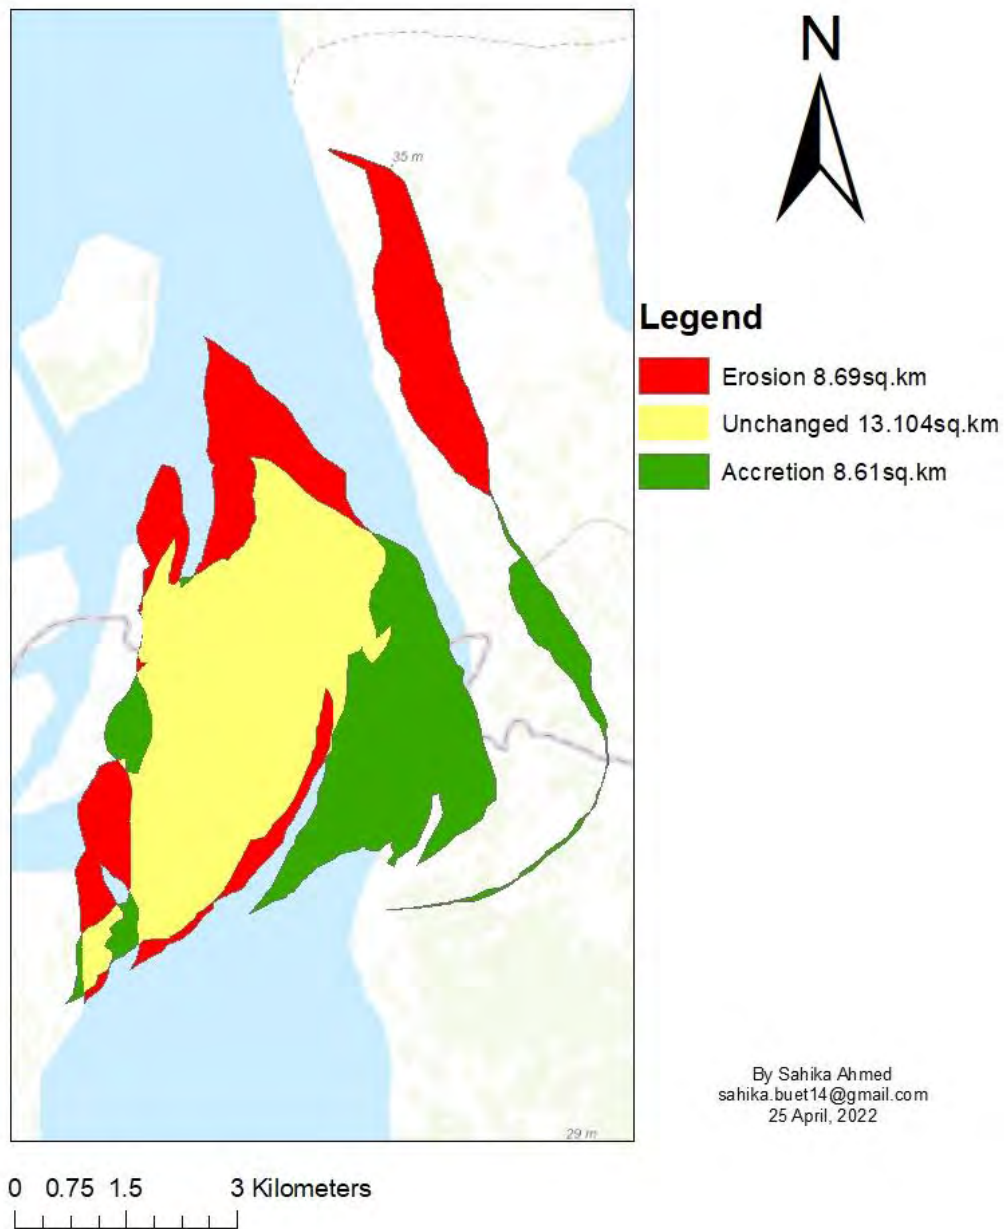 N
35 m
Legend
Erosion 8.69sq.km
Unchanged 13.104sq.km
Accretion 8.61sq.km
By Sahika Ahmed
sahika.buet14@gmail.com
25 April, 2022
29 m
0 0.75 1.5 3 Kilometers